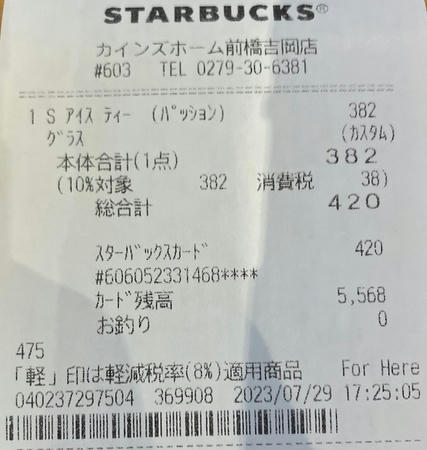 STARBUCKS®
カインズホーム前橋吉岡店
#603 TEL 0279-30-6381
1 S アイス ティー (パッション) 382
グラス (カスタム)
本体合計(1点) 382
(10%対象 382 消費税 38)
総合計 420
スターバックスカード 420
#606052331468****
カード残高 5,568
お釣り 0
475
「軽」印は軽減税率(8%)適用商品 For Here
040237297504 369908 2023/07/29 17:25:05